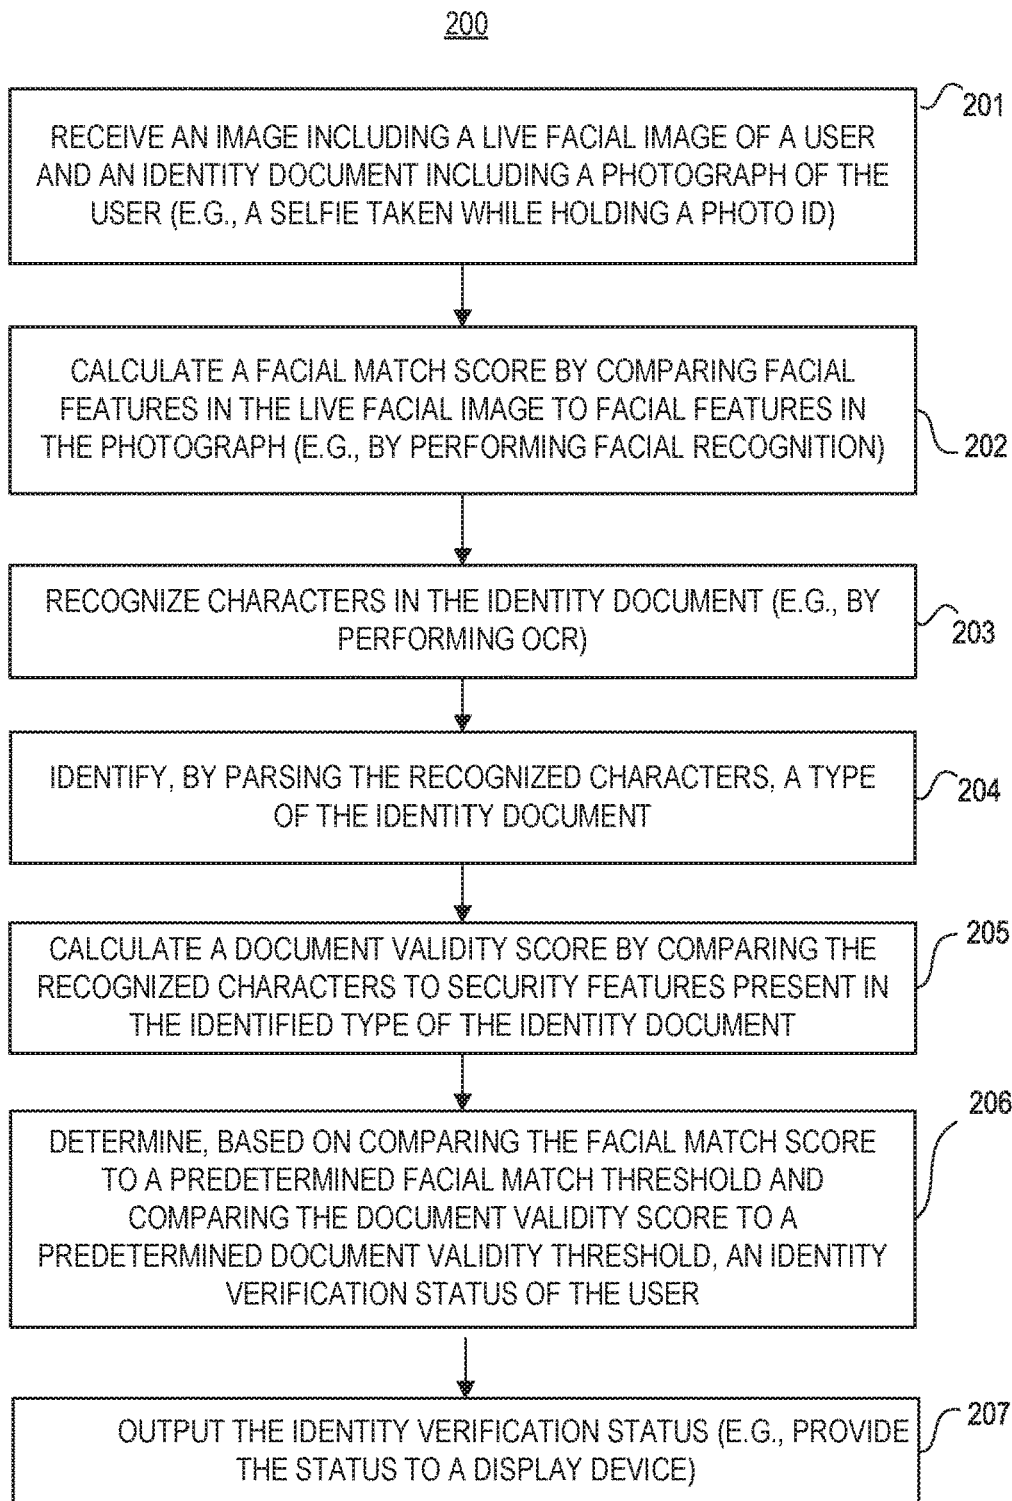 200
201
RECEIVE AN IMAGE INCLUDING A LIVE FACIAL IMAGE OF A USER
AND AN IDENTITY DOCUMENT INCLUDING A PHOTOGRAPH OF THE
USER (E.G., A SELFIE TAKEN WHILE HOLDING A PHOTO ID)
CALCULATE A FACIAL MATCH SCORE BY COMPARING FACIAL
FEATURES IN THE LIVE FACIAL IMAGE TO FACIAL FEATURES IN
THE PHOTOGRAPH (E.G., BY PERFORMING FACIAL RECOGNITION)
202
RECOGNIZE CHARACTERS IN THE IDENTITY DOCUMENT (E.G., BY
PERFORMING OCR)
203
IDENTIFY, BY PARSING THE RECOGNIZED CHARACTERS, A TYPE
OF THE IDENTITY DOCUMENT
204
CALCULATE A DOCUMENT VALIDITY SCORE BY COMPARING THE
RECOGNIZED CHARACTERS TO SECURITY FEATURES PRESENT IN
THE IDENTIFIED TYPE OF THE IDENTITY DOCUMENT
205
206
DETERMINE, BASED ON COMPARING THE FACIAL MATCH SCORE
TO A PREDETERMINED FACIAL MATCH THRESHOLD AND
COMPARING THE DOCUMENT VALIDITY SCORE TO A
PREDETERMINED DOCUMENT VALIDITY THRESHOLD, AN IDENTITY
VERIFICATION STATUS OF THE USER
207
OUTPUT THE IDENTITY VERIFICATION STATUS (E.G., PROVIDE
THE STATUS TO A DISPLAY DEVICE)